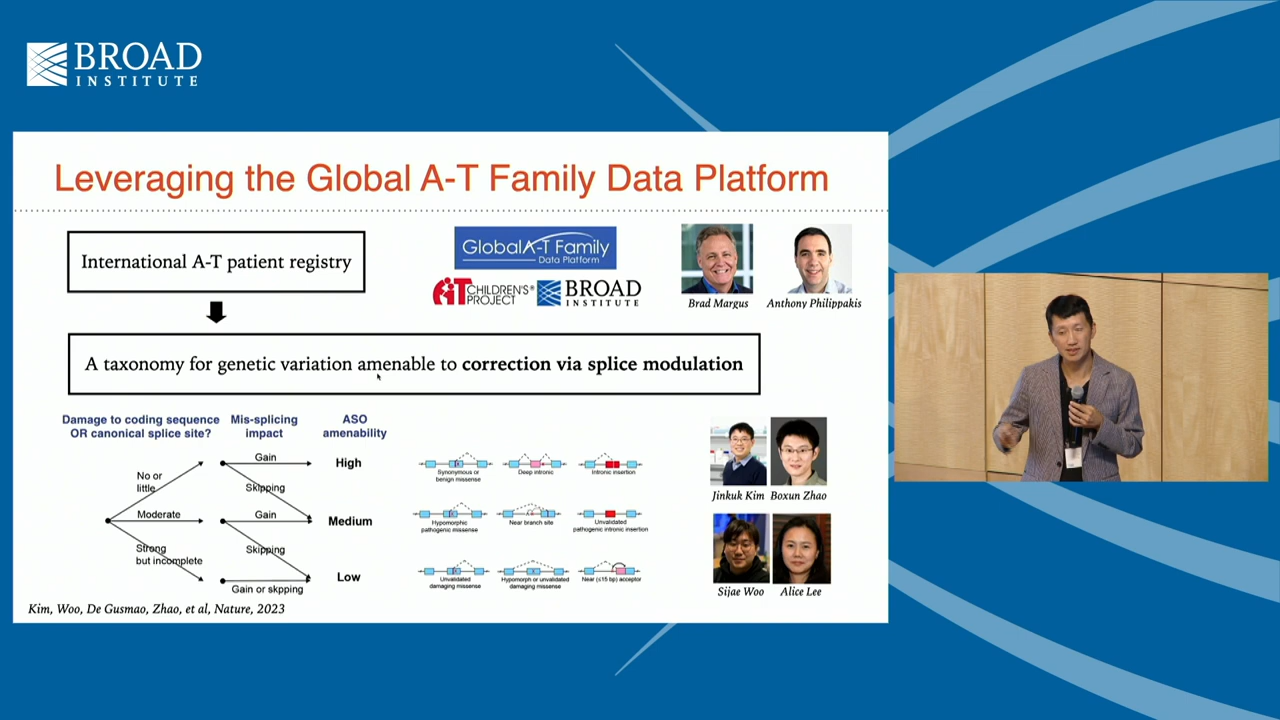 BROAD
INSTITUTE
Leveraging the Global A-T Family Data Platform
International A-T patient registry
GlobalA-T Family
Data Platform
A-T CHILDREN'S®
PROJECT
BROAD
INSTITUTE
Brad Margus
Anthony Philippakis
A taxonomy for genetic variation amenable to correction via splice modulation
Damage to coding sequence
OR canonical splice site?
Mis-splicing
impact
ASO
amenability
No or
little
Moderate
Strong
but incomplete
Gain
Skipping
Gain
Skipping
Gain or skpping
High
Medium
Low
Synonymous or
benign missense
Deep intronic
Intronic insertion
Hypomorphic
pathogenic missense
Near branch site
Unvalidated
pathogenic intronic insertion
Unvalidated
damaging missense
Hypomorph or unvalidated
damaging missense
Near (≤15 bp) acceptor
Jinkuk Kim
Boxun Zhao
Sijae Woo
Alice Lee
Kim, Woo, De Gusmao, Zhao, et al, Nature, 2023